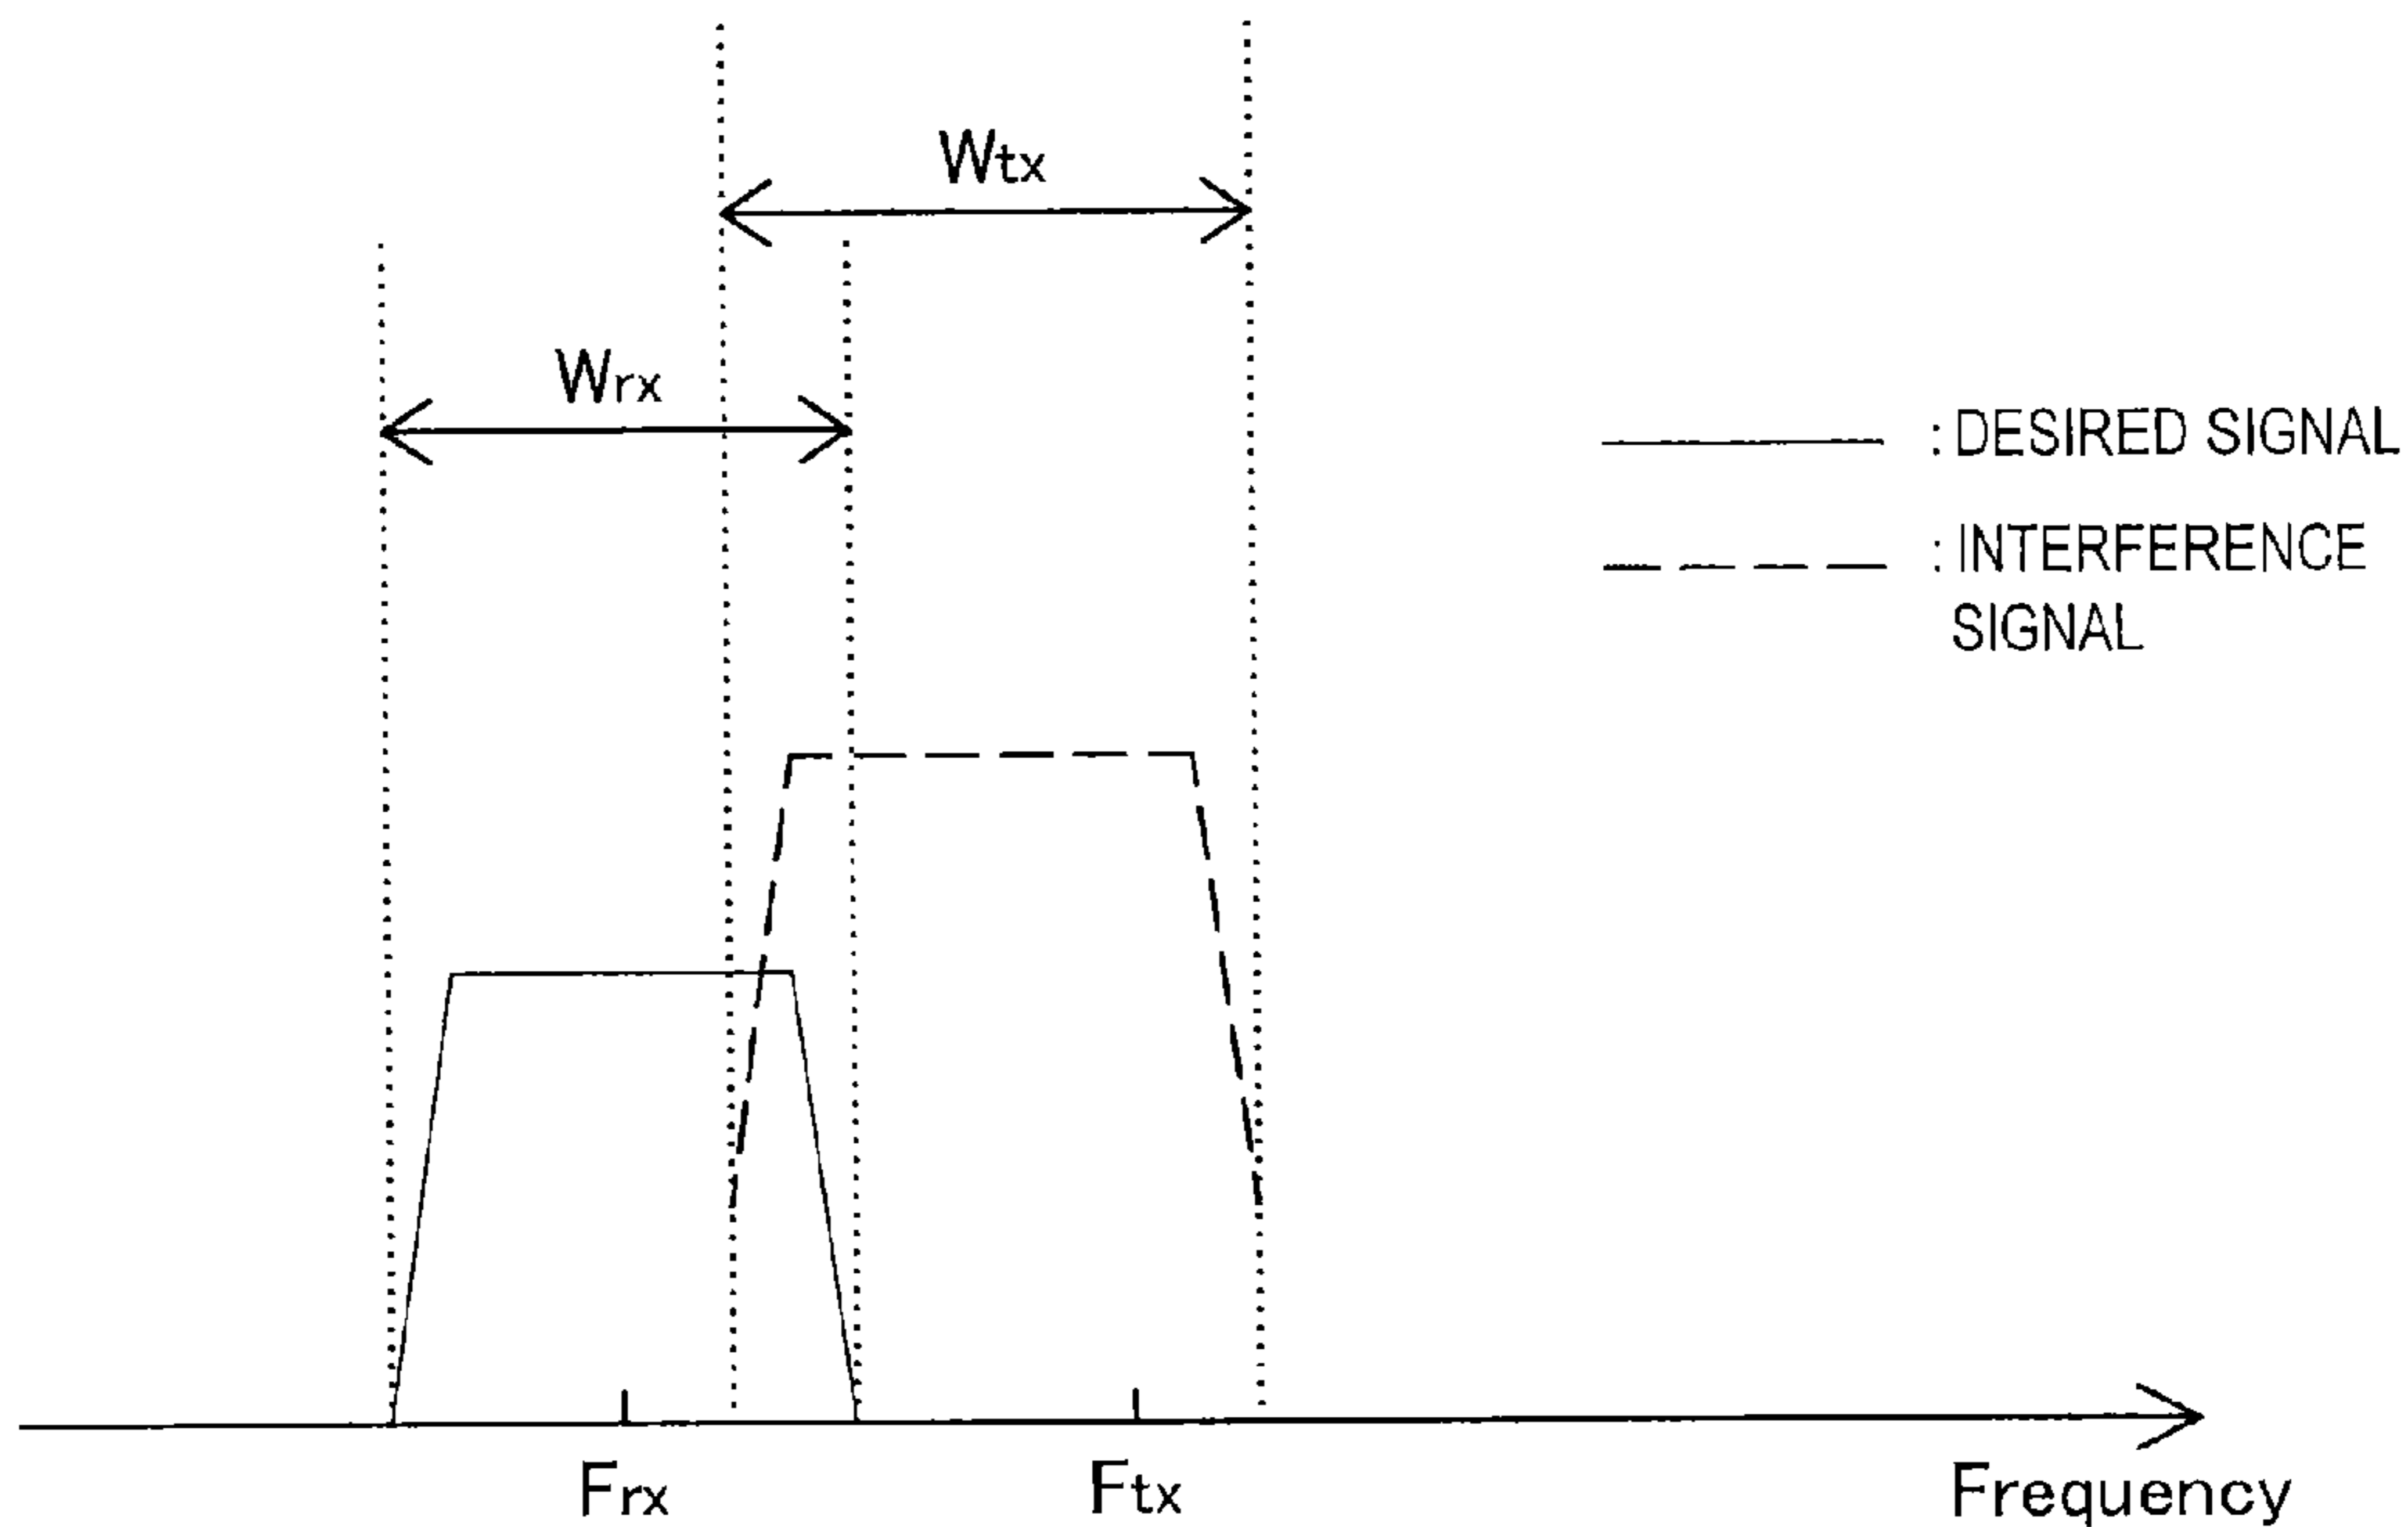 Wtx
Wrx
: DESIRED SIGNAL
: INTERFERENCE
SIGNAL
Frx
Ftx
Frequency